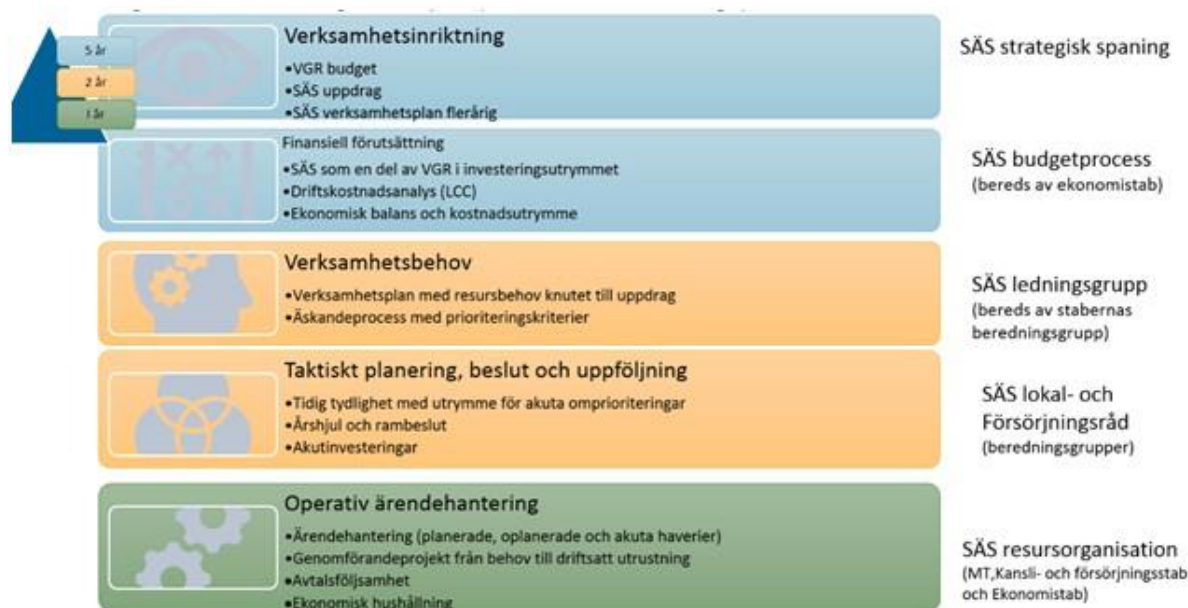 5 år
2 år
1 år
Verksamhetsinriktning
•VGR budget
•SÄS uppdrag
•SÄS verksamhetsplan flerårig
SÄS strategisk spaning
Finansiell förutsättning
•SÄS som en del av VGR i investeringsutrymmet
•Driftskostnadsanalys (LCC)
•Ekonomisk balans och kostnadsutrymme
SÄS budgetprocess
(bereds av ekonomistab)
Verksamhetsbehov
•Verksamhetsplan med resursbehov knutet till uppdrag
•Äskandeprocess med prioriteringskriterier
SÄS ledningsgrupp
(bereds av stabernas
beredningsgrupp)
Taktiskt planering, beslut och uppföljning
•Tidig tydlighet med utrymme för akuta omprioriteringar
•Årshjul och rambeslut
•Akutinvesteringar
SÄS lokal- och
Försörjningsråd
(beredningsgrupper)
Operativ ärendehantering
•Ärendehantering (planerade, oplanerade och akuta haverier)
•Genomförandeprojekt från behov till driftsatt utrustning
•Avtalsföljsamhet
•Ekonomisk hushållning
SÄS resursorganisation
(MT,Kansli- och försörjningsstab
och Ekonomistab)